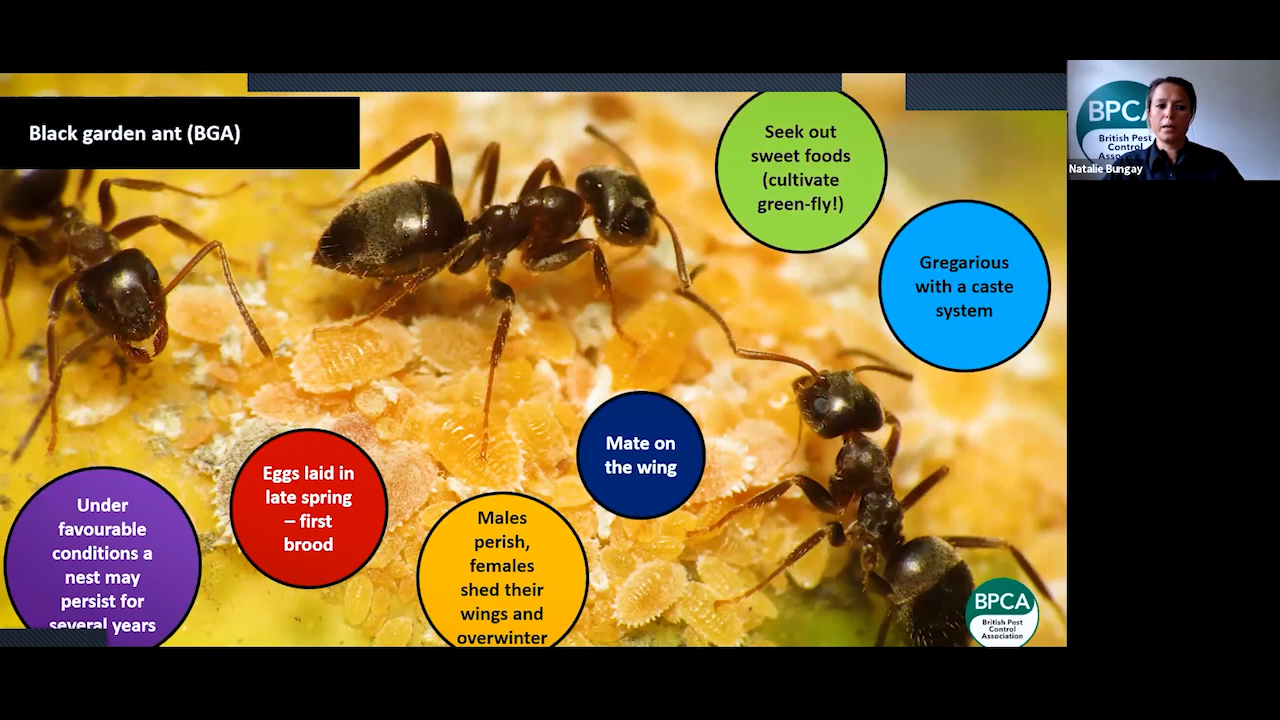 Black garden ant (BGA)
Seek out
sweet foods
(cultivate
green-fly!)
Gregarious
with a caste
system
Mate on
the wing
Eggs laid in
late spring
– first
brood
Males
perish,
females
shed their
wings and
overwinter
Under
favourable
conditions a
nest may
persist for
several years
BPCA
British Pest
Control
Association
BPCA
British Pest
Control
Natalie Bungay